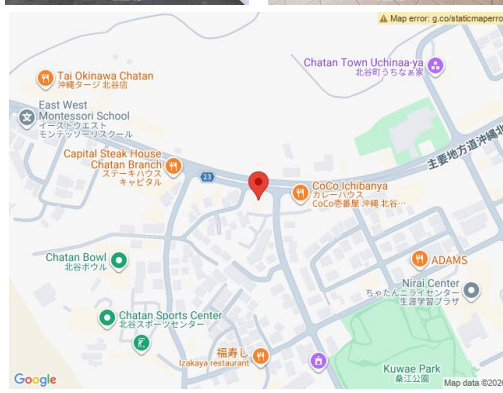 Map error: g.co/staticmaperro
Chatan Town Uchinaa-ya
北谷町うちなぁ家
Tai Okinawa Chatan
沖縄タージ 北谷店
East West
Montessori School
イーストウエスト
モンテッソーリスクール
主要地方道沖縄北
Capital Steak House
Chatan Branch
ステーキハウス
キャピタル
23
CoCo Ichibanya
カレーハウス
CoCo壱番屋 沖縄 北谷…
Chatan Bowl
北谷ボウル
ADAMS
Nirai Center
ちゃたんニライセンター
生涯学習プラザ
Chatan Sports Center
北谷スポーツセンター
福寿し
Izakaya restaurant
Kuwae Park
桑江公園
Google
Map data ©2026